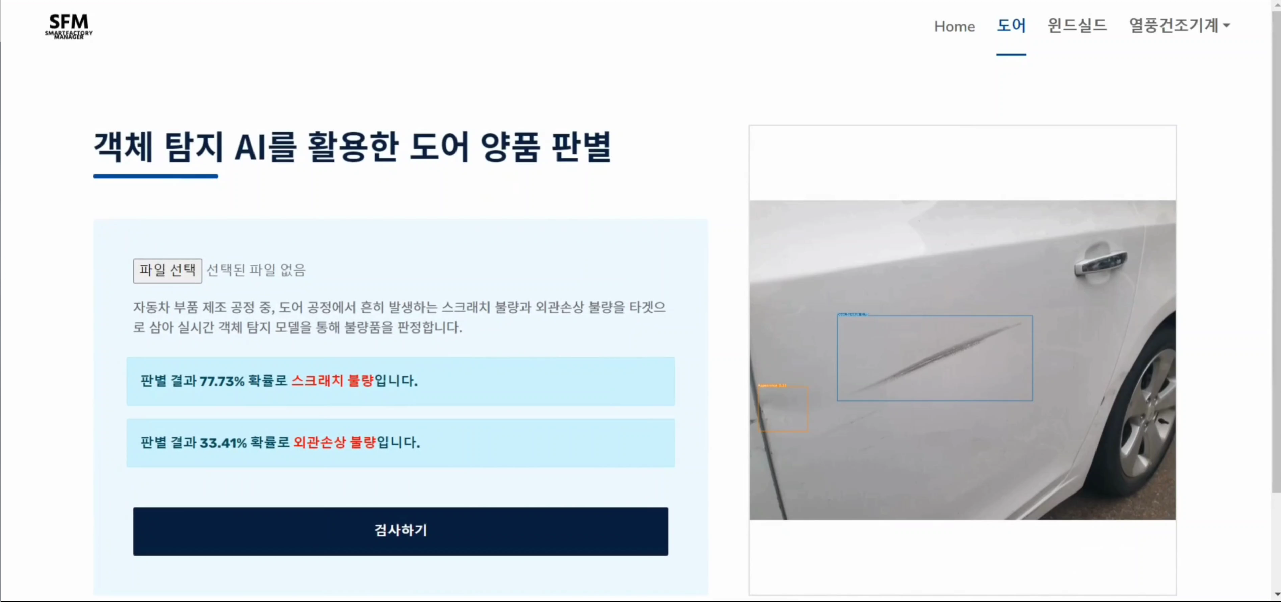 SFM
SMARTFACTORY
MANAGER
Home
도어
윈드실드
열풍건조기계
객체 탐지 AI를 활용한 도어 양품 판별
파일 선택 선택된 파일 없음
자동차 부품 제조 공정 중, 도어 공정에서 흔히 발생하는 스크래치 불량과 외관손상 불량을 타겟으
로 삼아 실시간 객체 탐지 모델을 통해 불량품을 판정합니다.
판별 결과 77.73% 확률로 스크래치 불량입니다.
판별 결과 33.41% 확률로 외관손상 불량입니다.
검사하기